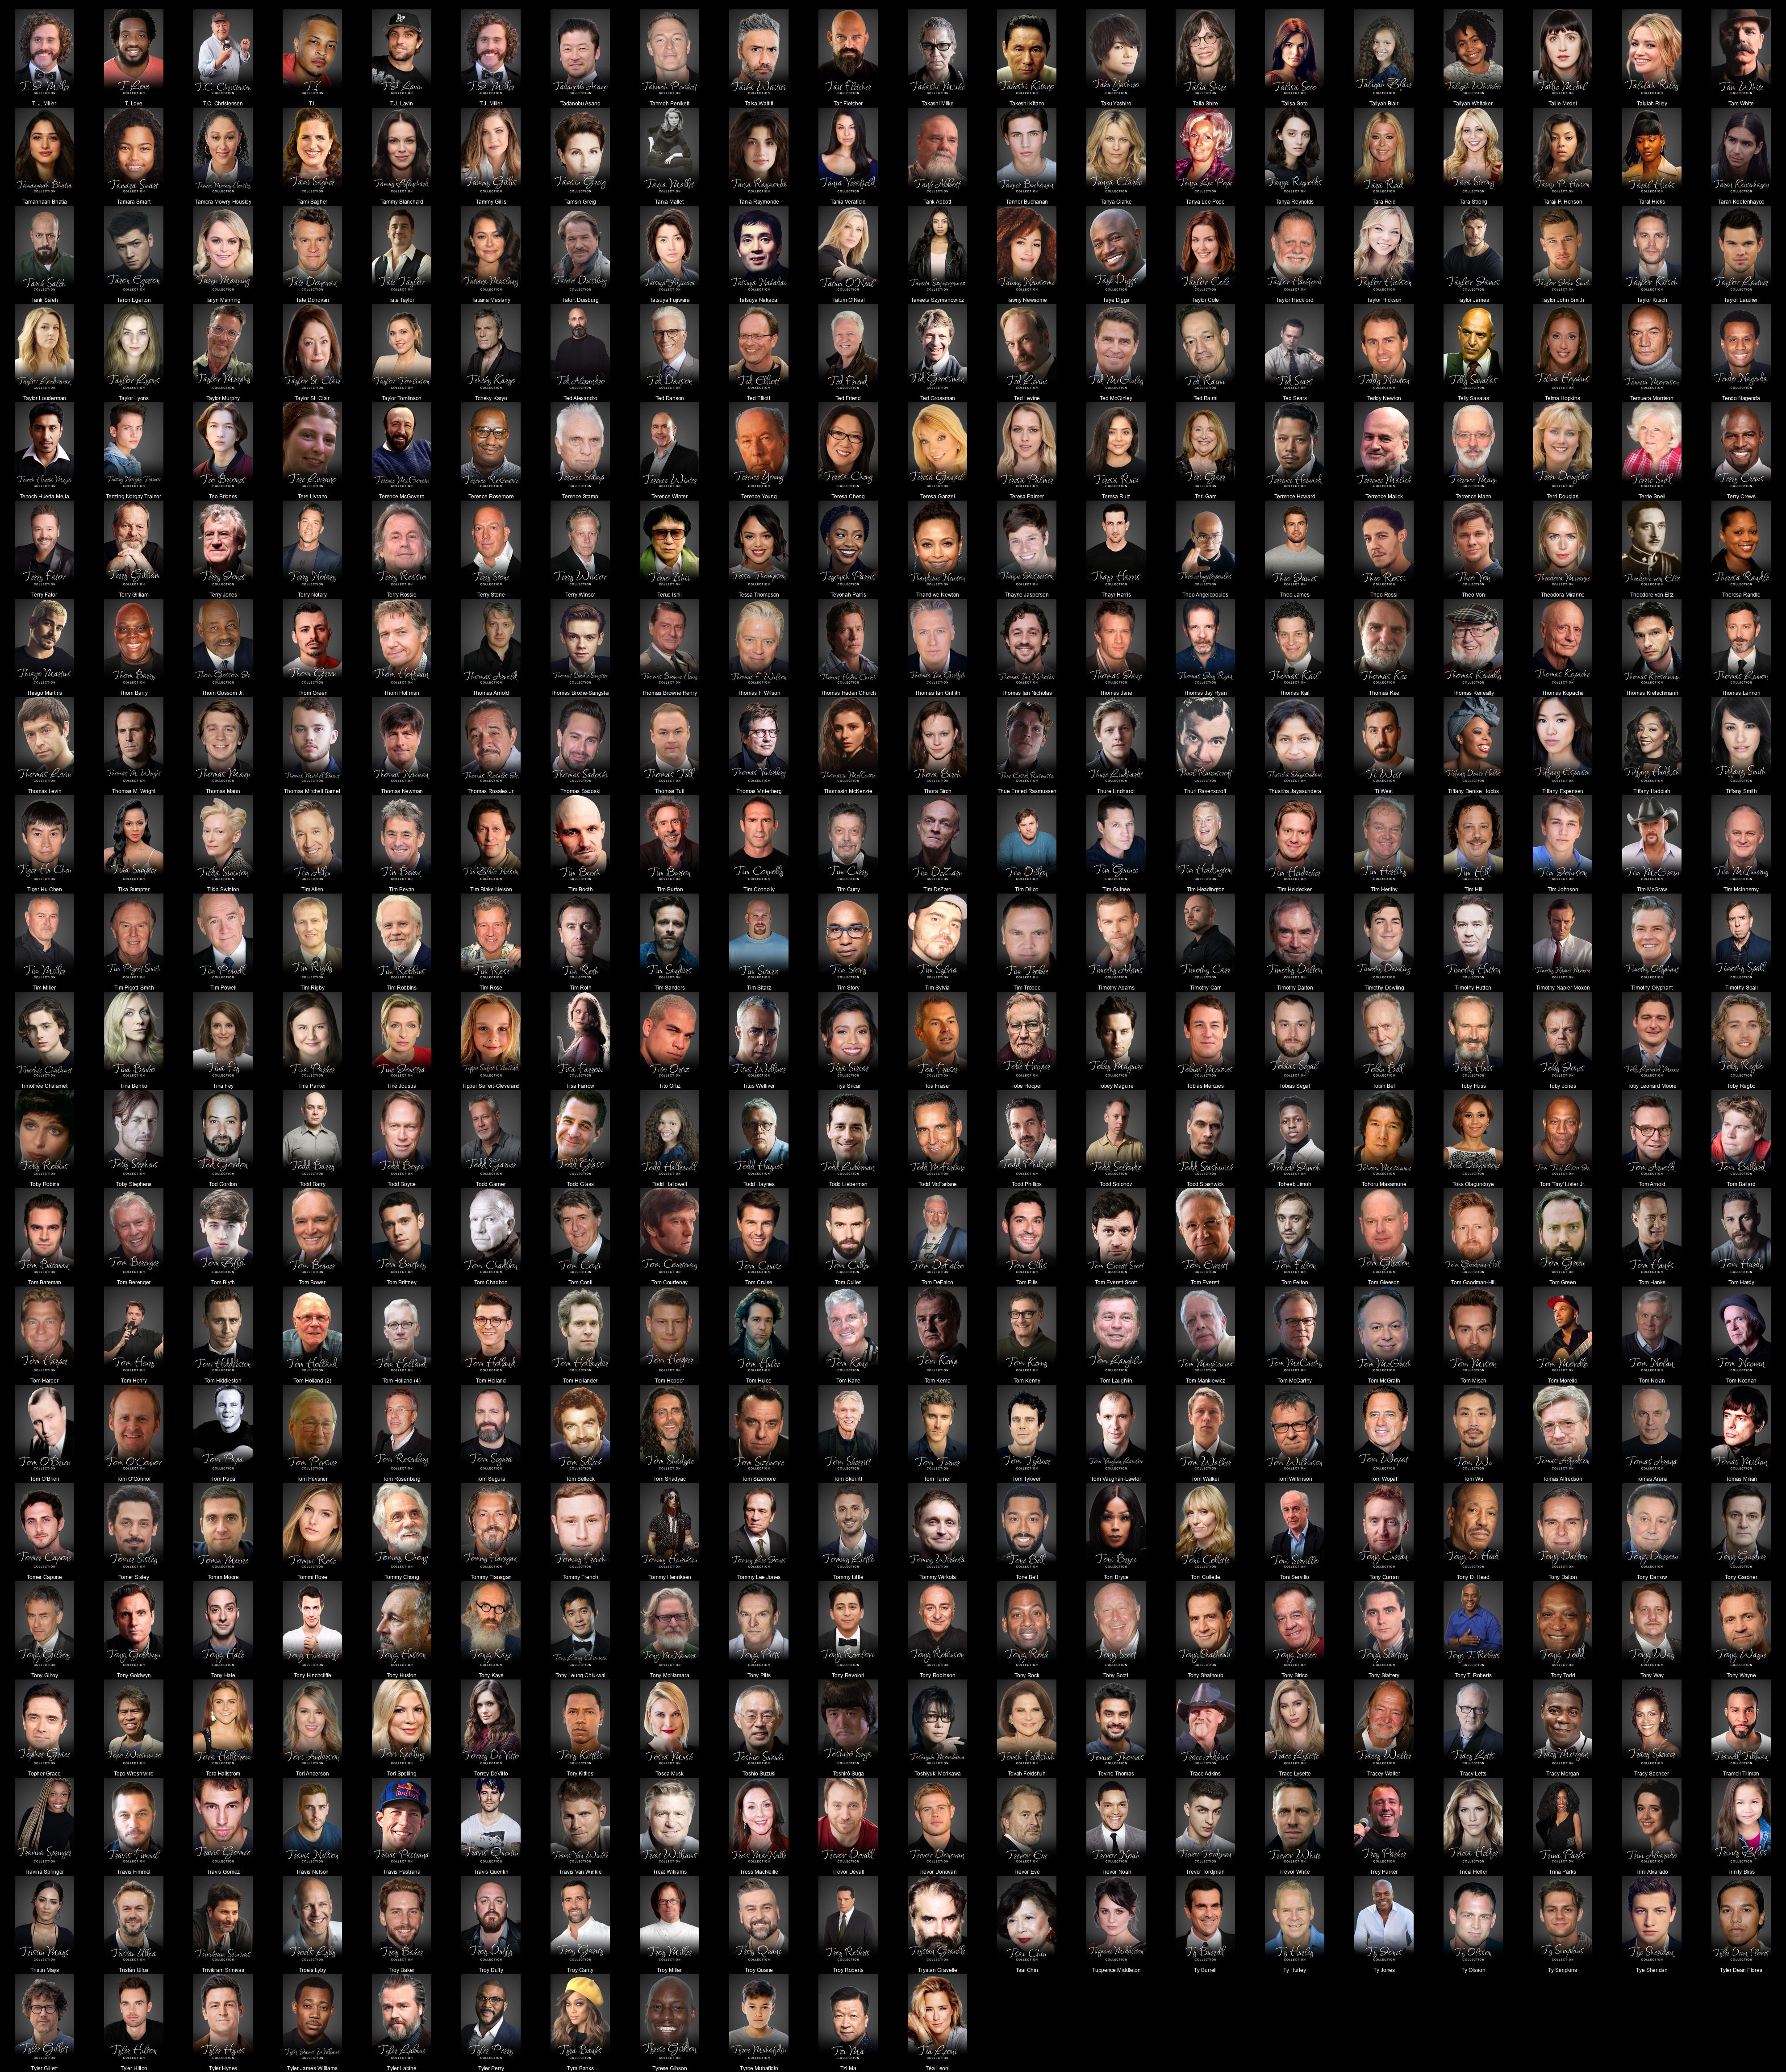 T. J. Miller T. Love T.C. Christensen T.I. T.J. Lavin T.J. Miller Tadanobu Asano Tahmoh Penikett Taika Waititi Tait Fletcher Takashi Miike Takeshi Kitano Taku Yashiro Talia Shire Talisa Soto Taliyah Blair Taliyah Whitaker Tallie Medel Talulah Riley Tam White
Tamannaah Bhatia Tamara Smart Tamera Mowry-Housley Tami Sagher Tammy Blanchard Tammy Gillis Tamsin Greig Tania Mallet Tania Raymonde Tania Verafield Tank Abbott Tanner Buchanan Tanya Clarke Tanya Lee Pope Tanya Reynolds Tara Reid Tara Strong Taraji P. Henson Taral Hicks Taran Kootenhayoo
Tarik Saleh Taron Egerton Taryn Manning Tate Donovan Tate Taylor Tatiana Maslany Tafort Duisburg Tatsuya Fujiwara Tatsuya Nakadai Tatum O'Neal Taveeta Szymanowicz Tawny Newsome Taye Diggs Taylor Cole Taylor Hackford Taylor Hickson Taylor James Taylor John Smith Taylor Kitsch Taylor Lautner
Taylor Louderman Taylor Lyons Taylor Murphy Taylor St. Clair Taylor Tomlinson Tchéky Karyo Ted Alexandro Ted Danson Ted Elliott Ted Friend Ted Grossman Ted Levine Ted McGinley Ted Raimi Ted Sears Teddy Newton Telly Savalas Telma Hopkins Temuera Morrison Tendo Nagenda
Tenoch Huerta Mejía Tenzing Norgay Trainor Teo Briones Tere Livrano Terence McGovern Terence Rosemore Terence Stamp Terence Winter Terence Young Teresa Cheng Teresa Ganzel Teresa Palmer Teresa Ruiz Teri Garr Terrence Howard Terrence Malick Terrence Mann Terri Douglas Terrie Snell Terry Crews
Terry Fator Terry Gilliam Terry Jones Terry Notary Terry Rossio Terry Stone Terry Winsor Teruo Ishii Tessa Thompson Teyonah Parris Thandiwe Newton Thayne Jasperson Thayr Harris Theo Angelopoulos Theo James Theo Rossi Theo Von Theodora Miranne Theodore von Eltz Theresa Randle
Thiago Martins Thom Barry Thom Gossom Jr. Thom Green Thom Hoffman Thomas Arnold Thomas Brodie-Sangster Thomas Browne Henry Thomas F. Wilson Thomas Haden Church Thomas Ian Griffith Thomas Ian Nicholas Thomas Jane Thomas Jay Ryan Thomas Kail Thomas Kee Thomas Keneally Thomas Kopache Thomas Kretschmann Thomas Lennon
Thomas Levin Thomas M. Wright Thomas Mann Thomas Mitchell Barnet Thomas Newman Thomas Rosales Jr. Thomas Sadoski Thomas Tull Thomas Vinterberg Thomasin McKenzie Thora Birch Thue Ersted Rasmussen Thure Lindhardt Thurl Ravenscroft Thusitha Jayasundera Ti West Tiffany Denise Hobbs Tiffany Espensen Tiffany Haddish Tiffany Smith
Tiger Hu Chen Tika Sumpter Tilda Swinton Tim Allen Tim Bevan Tim Blake Nelson Tim Booth Tim Burton Tim Connolly Tim Curry Tim DeZarn Tim Dillon Tim Guinee Tim Headington Tim Heidecker Tim Herlihy Tim Hill Tim Johnson Tim McGraw Tim McInnerny
Tim Miller Tim Pigott-Smith Tim Powell Tim Rigby Tim Robbins Tim Rose Tim Roth Tim Sanders Tim Sitarz Tim Story Tim Sylvia Tim Trobec Timothy Adams Timothy Carr Timothy Dalton Timothy Dowling Timothy Hutton Timothy Napier Moxon Timothy Olyphant Timothy Spall
Timothée Chalamet Tina Benko Tina Fey Tina Parker Tine Joustra Tipper Seifert-Cleveland Tisa Farrow Tito Ortiz Titus Welliver Tiya Sircar Toa Fraser Tobe Hooper Tobey Maguire Tobias Menzies Tobias Segal Tobin Bell Toby Huss Toby Jones Toby Leonard Moore Toby Regbo
Toby Robins Toby Stephens Tod Gordon Todd Barry Todd Boyce Todd Garner Todd Glass Todd Hallowell Todd Haynes Todd Lieberman Todd McFarlane Todd Phillips Todd Solondz Todd Stashwick Toheeb Jimoh Tohoru Masamune Toks Olagundoye Tom 'Tiny' Lister Jr. Tom Arnold Tom Ballard
Tom Bateman Tom Berenger Tom Blyth Tom Bower Tom Brittney Tom Chadbon Tom Conti Tom Courtenay Tom Cruise Tom Cullen Tom DeFalco Tom Ellis Tom Everett Scott Tom Everett Tom Felton Tom Gleeson Tom Goodman-Hill Tom Green Tom Hanks Tom Hardy
Tom Harper Tom Henry Tom Hiddleston Tom Holland (2) Tom Holland (4) Tom Holland Tom Hollander Tom Hopper Tom Hulce Tom Kane Tom Kemp Tom Kenny Tom Laughlin Tom Mankiewicz Tom McCarthy Tom McGrath Tom Mison Tom Morello Tom Nolan Tom Noonan
Tom O'Brien Tom O'Connor Tom Papa Tom Pevsner Tom Rosenberg Tom Segura Tom Selleck Tom Shadyac Tom Sizemore Tom Skerritt Tom Turner Tom Tykwer Tom Vaughan-Lawlor Tom Walker Tom Wilkinson Tom Wopat Tom Wu Tomas Alfredson Tomas Arana Tomas Milian
Tomer Capone Tomer Sisley Tomm Moore Tommi Rose Tommy Chong Tommy Flanagan Tommy French Tommy Henriksen Tommy Lee Jones Tommy Little Tommy Wirkola Tone Bell Toni Bryce Toni Collette Toni Servillo Tony Curran Tony D. Head Tony Dalton Tony Darrow Tony Gardner
Tony Gilroy Tony Goldwyn Tony Hale Tony Hinchcliffe Tony Huston Tony Kaye Tony Leung Chiu-wai Tony McNamara Tony Pitts Tony Revolori Tony Robinson Tony Rock Tony Scott Tony Shalhoub Tony Sirico Tony Slattery Tony T. Roberts Tony Todd Tony Way Tony Wayne
Topher Grace Topo Wresniwiro Tora Hallström Tori Anderson Tori Spelling Torrey DeVitto Tory Kittles Tosca Musk Toshio Suzuki Toshirô Suga Toshiyuki Morikawa Tovah Feldshuh Tovino Thomas Trace Adkins Trace Lysette Tracey Walter Tracy Letts Tracy Morgan Tracy Spencer Tramell Tillman
Travina Springer Travis Fimmel Travis Gomez Travis Nelson Travis Pastrana Travis Quentin Travis Van Winkle Treat Williams Tress MacNeille Trevor Devall Trevor Donovan Trevor Eve Trevor Noah Trevor Tordjman Trevor White Trey Parker Tricia Helfer Trina Parks Trini Alvarado Trinity Bliss
Tristin Mays Tristán Ulloa Trivikram Srinivas Troels Lyby Troy Baker Troy Duffy Troy Garity Troy Miller Troy Quane Troy Roberts Trystan Gravelle Tsai Chin Tuppence Middleton Ty Burrell Ty Hurley Ty Jones Ty Olsson Ty Simpkins Tye Sheridan Tyler Dean Flores
Tyler Gillett Tyler Hilton Tyler Hynes Tyler James Williams Tyler Labine Tyler Perry Tyra Banks Tyrese Gibson Tyroe Muhafidin Tzi Ma Téa Leoni